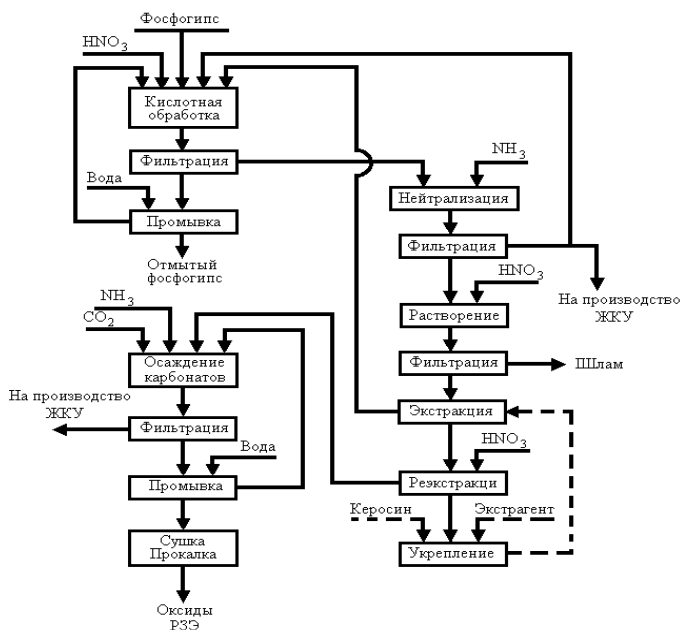 Фосфогипс
HNO3
Кислотная
обработка
Фильтрация
Вода
Промывка
Отмытый
фосфогипс
NH3
Нейтрализация
Фильтрация
HNO3
На производство
ЖКУ
Растворение
Фильтрация
ПШлам
Экстракция
HNO3
Реэкстракци
Керосин
Экстрагент
Укрепление
NH3
CO2
Осаждение
карбонатов
На производство
ЖКУ
Фильтрация
Вода
Промывка
Сушка
Прокалка
Оксиды
РЗЭ